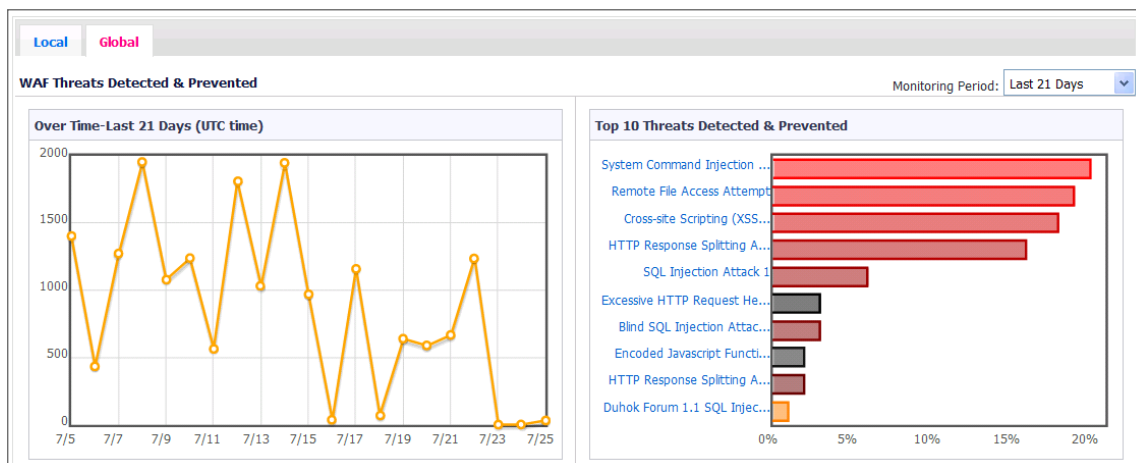 Local Global
WAF Threats Detected & Prevented
Monitoring Period: Last 21 Days
Over Time-Last 21 Days (UTC time)
2000
1500
1000
500
0
7/5 7/7 7/9 7/11 7/13 7/15 7/17 7/19 7/21 7/23 7/25
Top 10 Threats Detected & Prevented
System Command Injection ...
Remote File Access Attempt
Cross-site Scripting (XSS...
HTTP Response Splitting A...
SQL Injection Attack 1
Excessive HTTP Request He...
Blind SQL Injection Attac...
Encoded Javascript Functi...
HTTP Response Splitting A...
Duhok Forum 1.1 SQL Injec...
0% 5% 10% 15% 20%